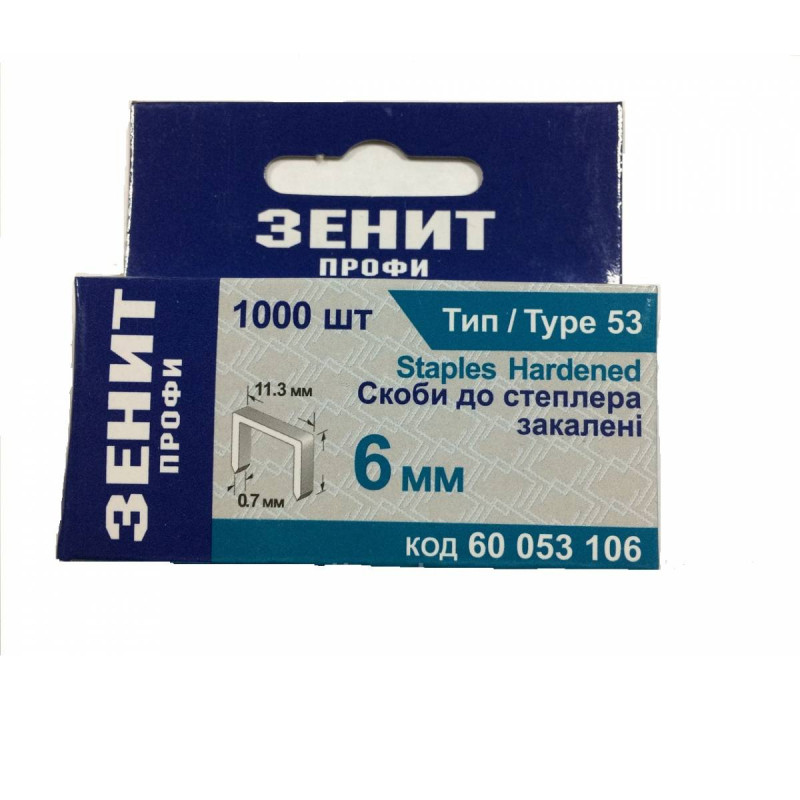 ЗЕНИТ
ПРОФИ
ЗЕНИТ
ПРОФИ
1000 шт
Тип / Type 53
Staples Hardened
Скоби до степлера
закалені
11.3 мм
6 мм
0.7 мм
код 60 053 106